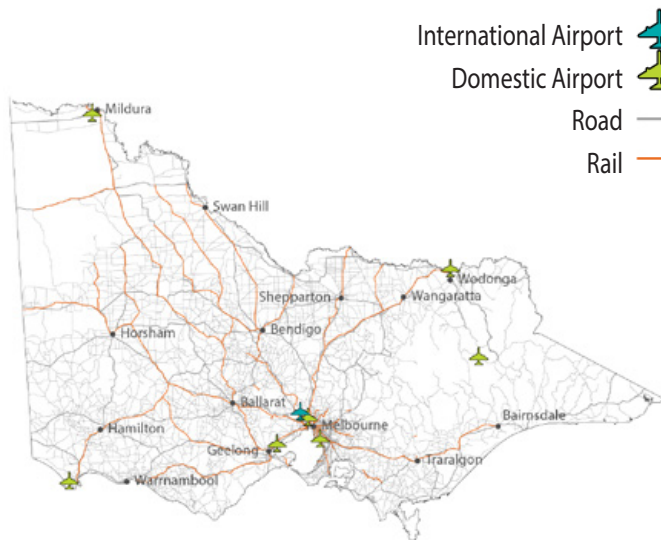 International Airport
Domestic Airport
Road
Rail
Mildura
Swan Hill
Wodonga
Shepparton
Wangaratta
Horsham
Bendigo
Ballarat
Bairnsdale
Hamilton
Melbourne
Geelong
Traralgon
Warrnambool